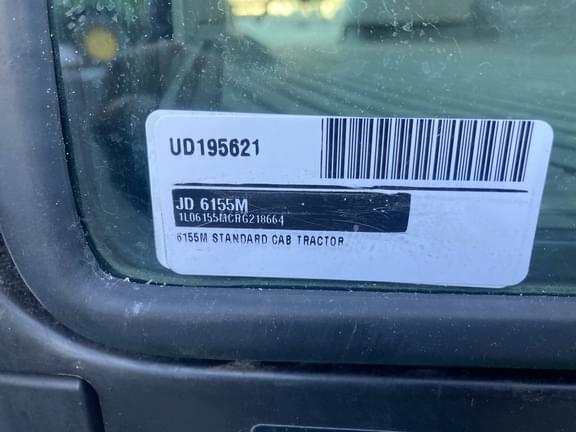 UD195621
JD 6155M
1L06155MCRG218664
6155M STANDARD CAB TRACTOR